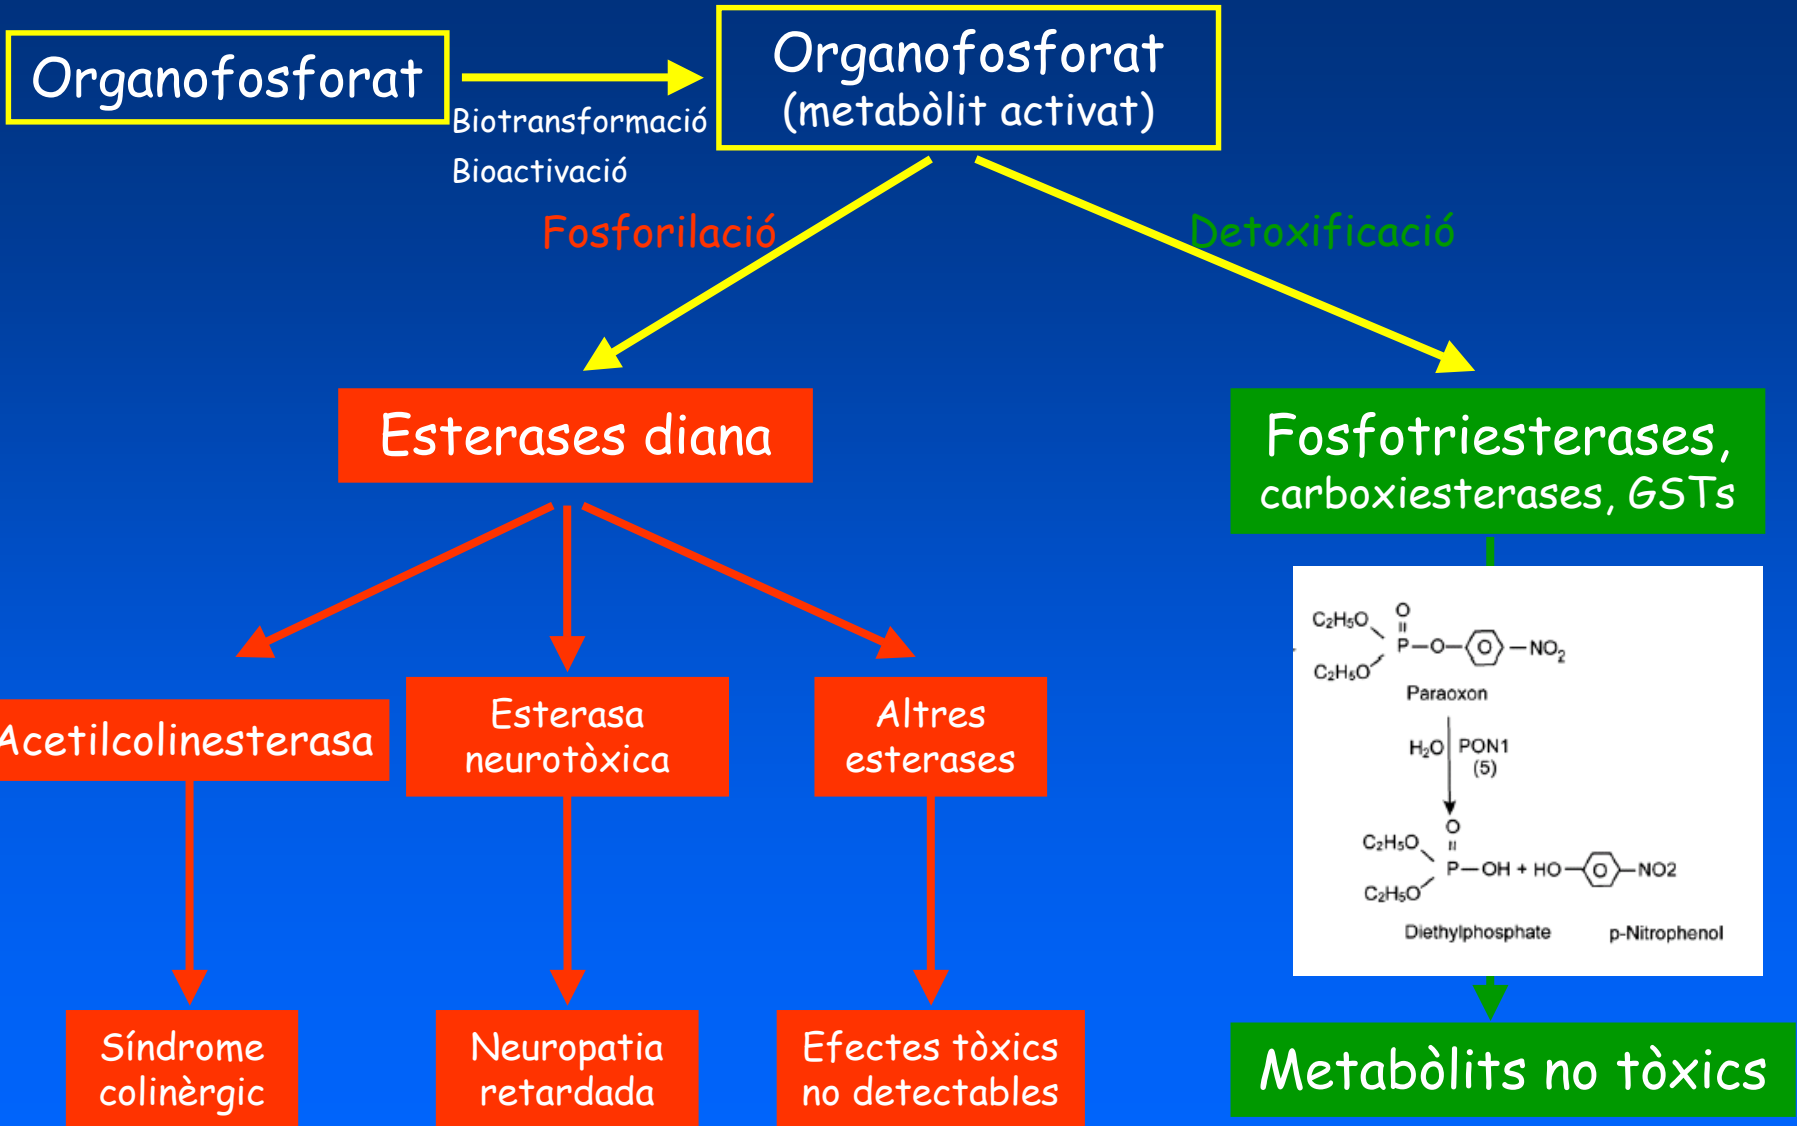 Organofosforat
Organofosforat
(metabòlit activat)
Biotransformació
Bioactivació
Fosforilació
Detoxificació
Esterases diana
Fosfotriesterases,
carboxiesterases, GSTs
Acetilcolinesterasa
Esterasa
neurotòxica
Altres
esterases
C₂H₅O
O
P—O—
O
—NO₂
C₂H₅O
Paraoxon
H₂O
PON1
(5)
O
C₂H₅O
P—OH + HO—
O
—NO2
C₂H₅O
Diethylphosphate
p-Nitrophenol
Síndrome
colinèrgic
Neuropatia
retardada
Efectes tòxics
no detectables
Metabòlits no tòxics